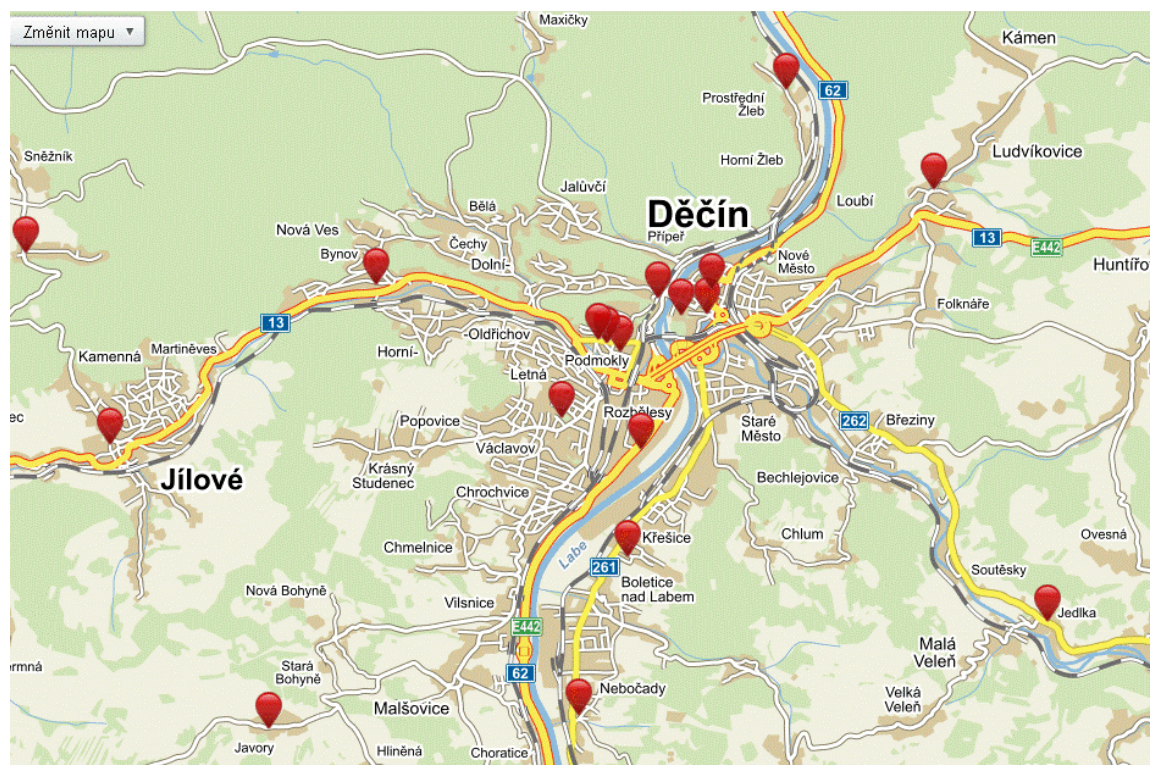 Změnit mapu
Maxičky
Kámen
62
Prostřední
Žleb
Ludvíkovice
Sněžník
Horní Žleb
Jalůvčí
Loubí
Bělá
Děčín
Nová Ves
Přípeř
13
E442
Čechy
Bynov
Nové
Město
Dolní-
Huntířov
Folknáře
13
-Oldřichov
Martiněves
Kamenná
Horní-
Podmokly
Letná
ec
Popovice
Rozbělesy
Staré
Město
262
Březiny
Václavov
Krásný
Studenec
Jílové
Bechlejovice
Chrochvice
Chlum
Ovesná
Křešice
Chmelnice
Labe
261
Soutěsky
Boletice
nad Labem
Nová Bohyně
Vilsnice
Jedlka
E442
Malá
Veleň
ermná
Stará
Bohyně
62
Nebočady
Velká
Veleň
Malšovice
Javory
Hliněná
Choratice